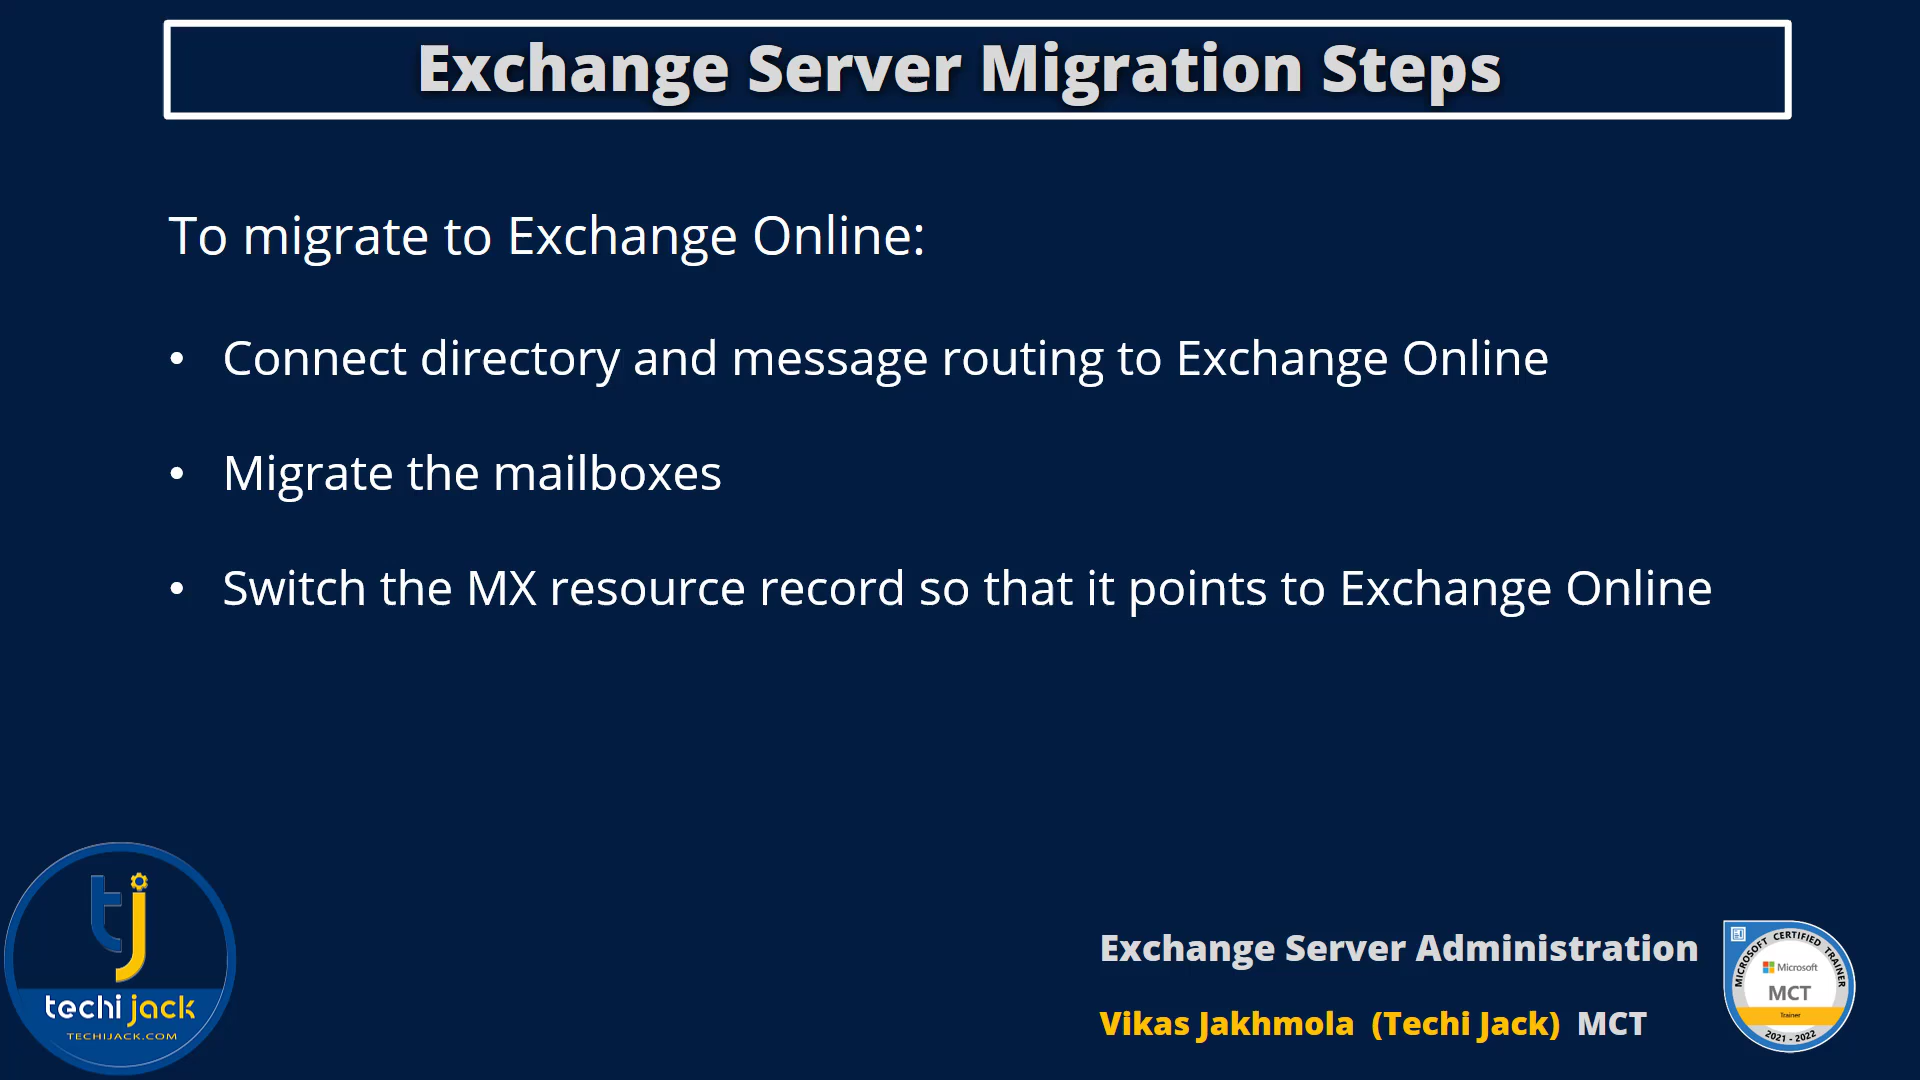 Exchange Server Migration Steps
To migrate to Exchange Online:
• Connect directory and message routing to Exchange Online
• Migrate the mailboxes
• Switch the MX resource record so that it points to Exchange Online
tj
techi jack
TECHIJACK.COM
Exchange Server Administration
Vikas Jakhmola (Techi Jack) MCT
MICROSOFT CERTIFIED TRAINER
Microsoft
MCT
Trainer
2021 - 2022